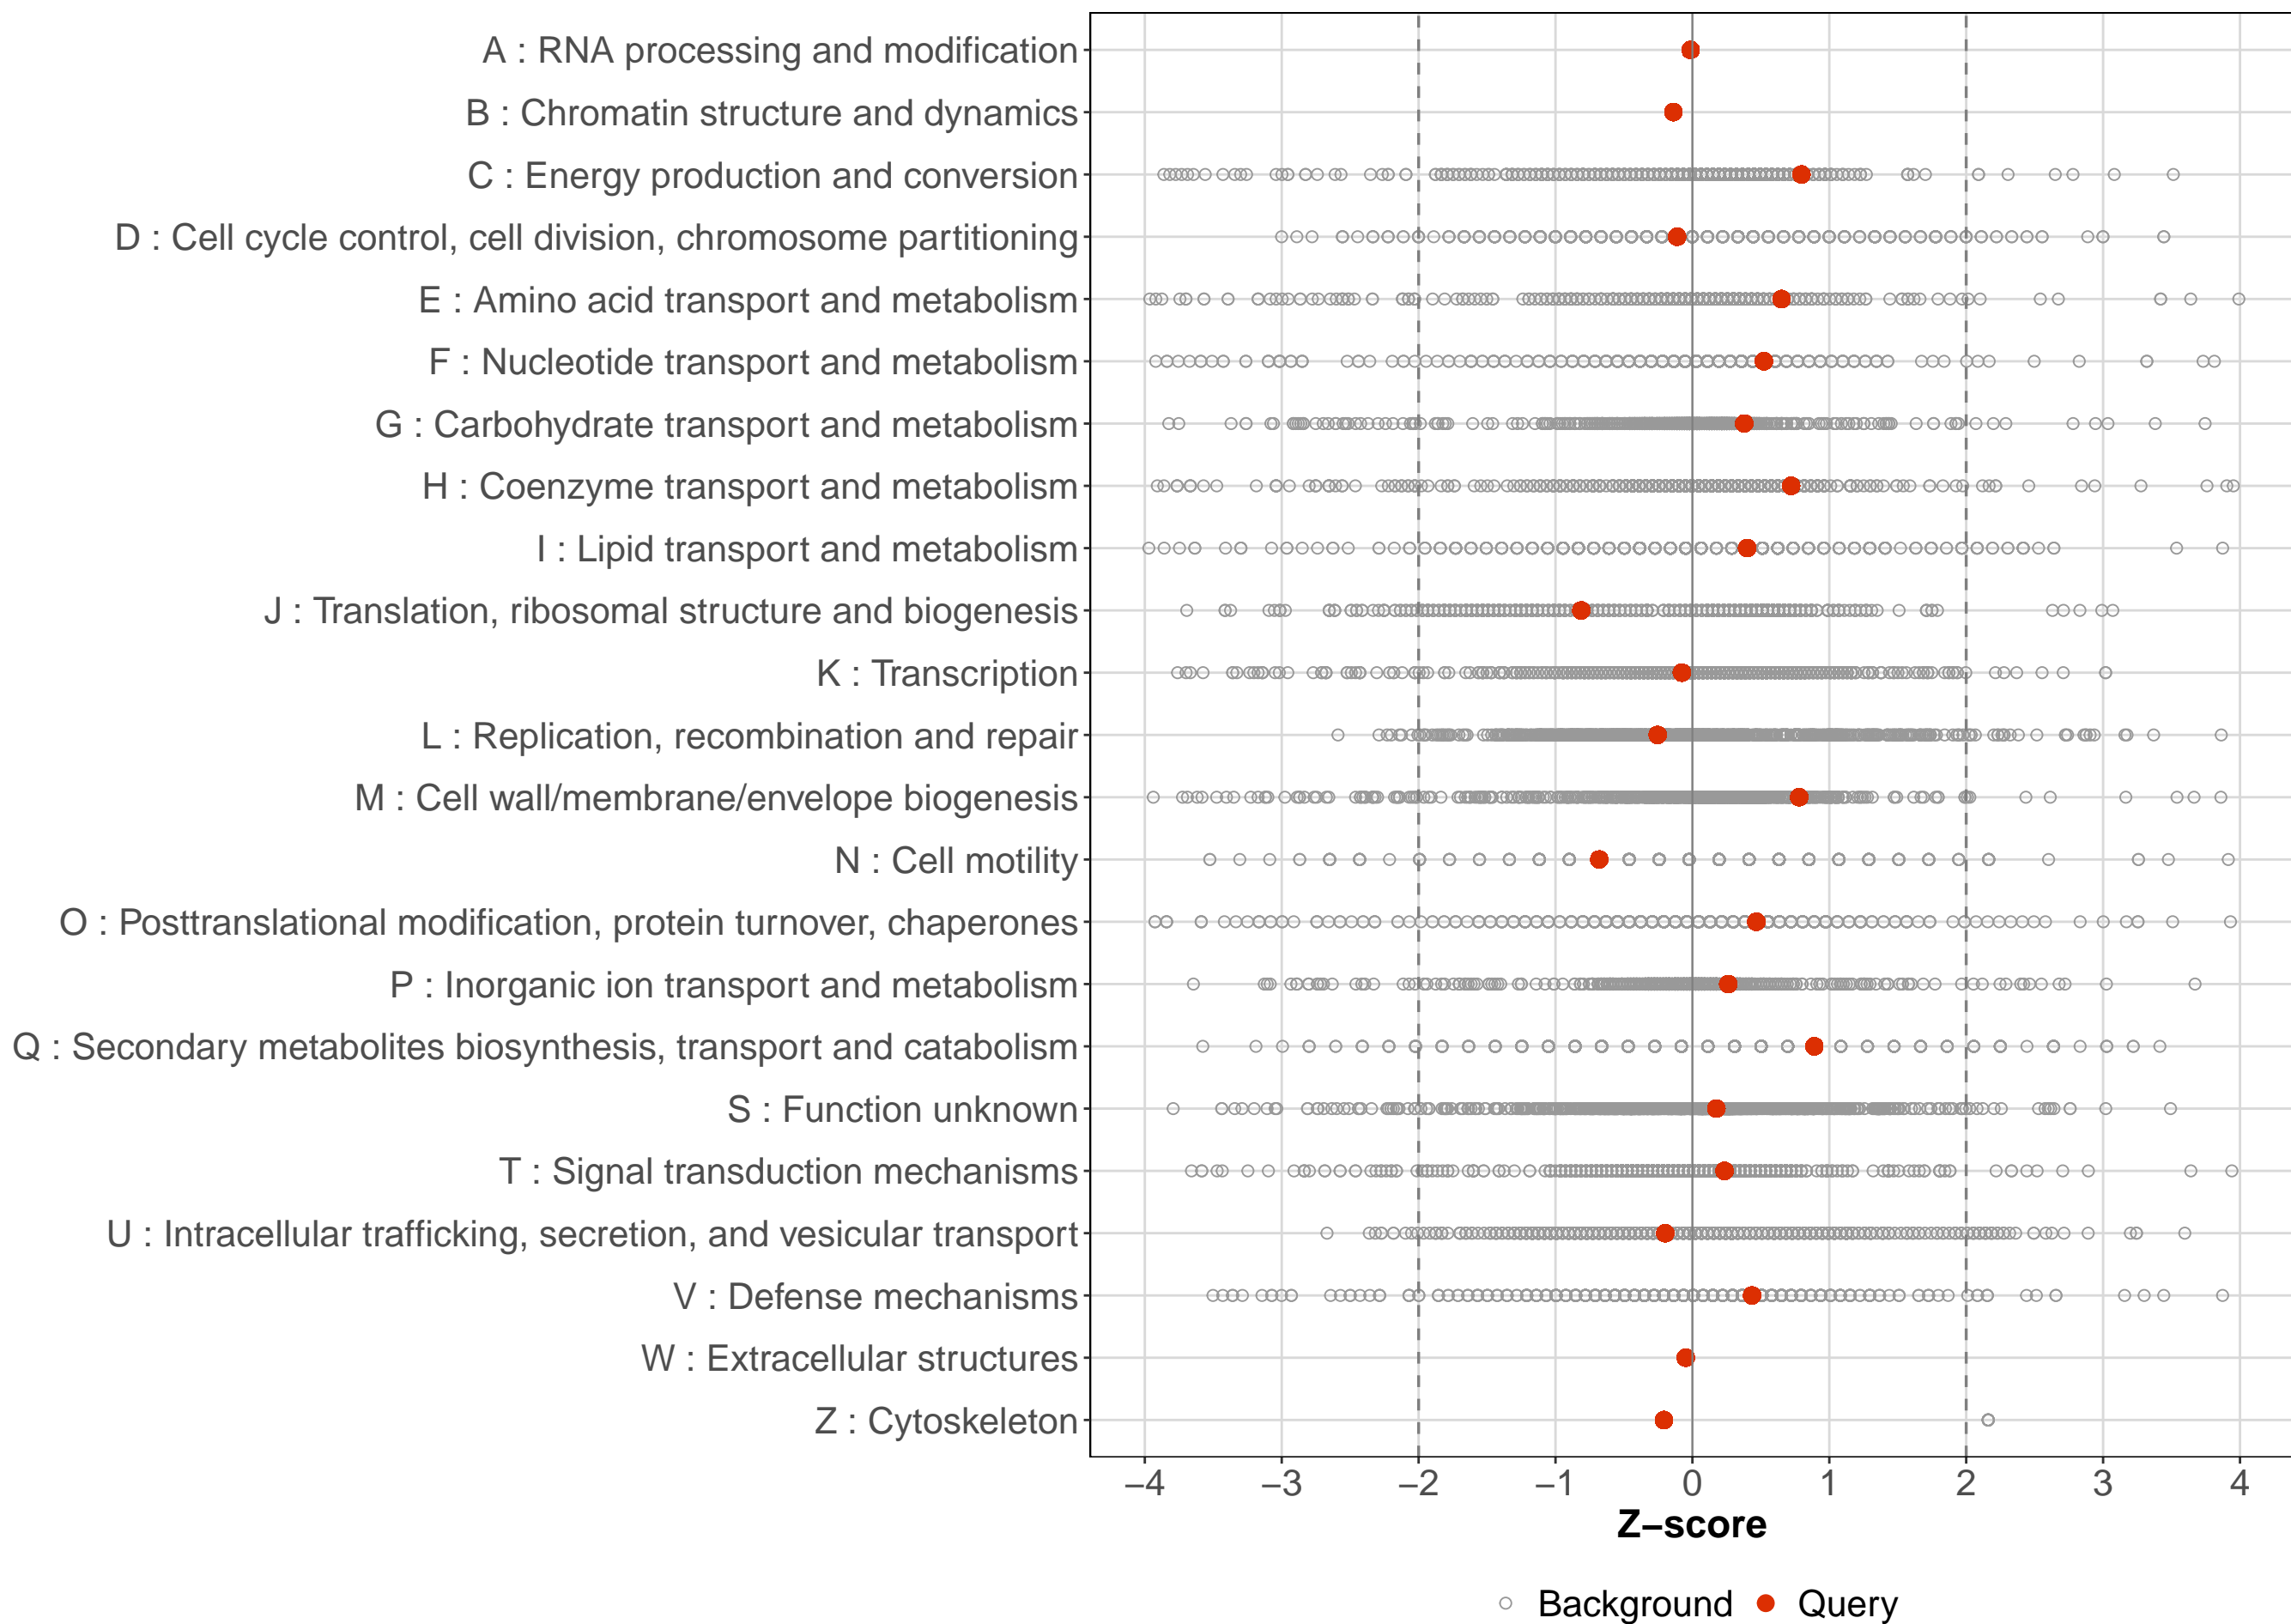 A : RNA processing and modification
B : Chromatin structure and dynamics
C : Energy production and conversion
D : Cell cycle control, cell division, chromosome partitioning
E : Amino acid transport and metabolism
F : Nucleotide transport and metabolism
G : Carbohydrate transport and metabolism
H : Coenzyme transport and metabolism
I : Lipid transport and metabolism
J : Translation, ribosomal structure and biogenesis
K : Transcription
L : Replication, recombination and repair
M : Cell wall/membrane/envelope biogenesis
N : Cell motility
O : Posttranslational modification, protein turnover, chaperones
P : Inorganic ion transport and metabolism
Q : Secondary metabolites biosynthesis, transport and catabolism
S : Function unknown
T : Signal transduction mechanisms
U : Intracellular trafficking, secretion, and vesicular transport
V : Defense mechanisms
W : Extracellular structures
Z : Cytoskeleton
−4 −3 −2 −1 0 1 2 3 4
Z−score
Background Query